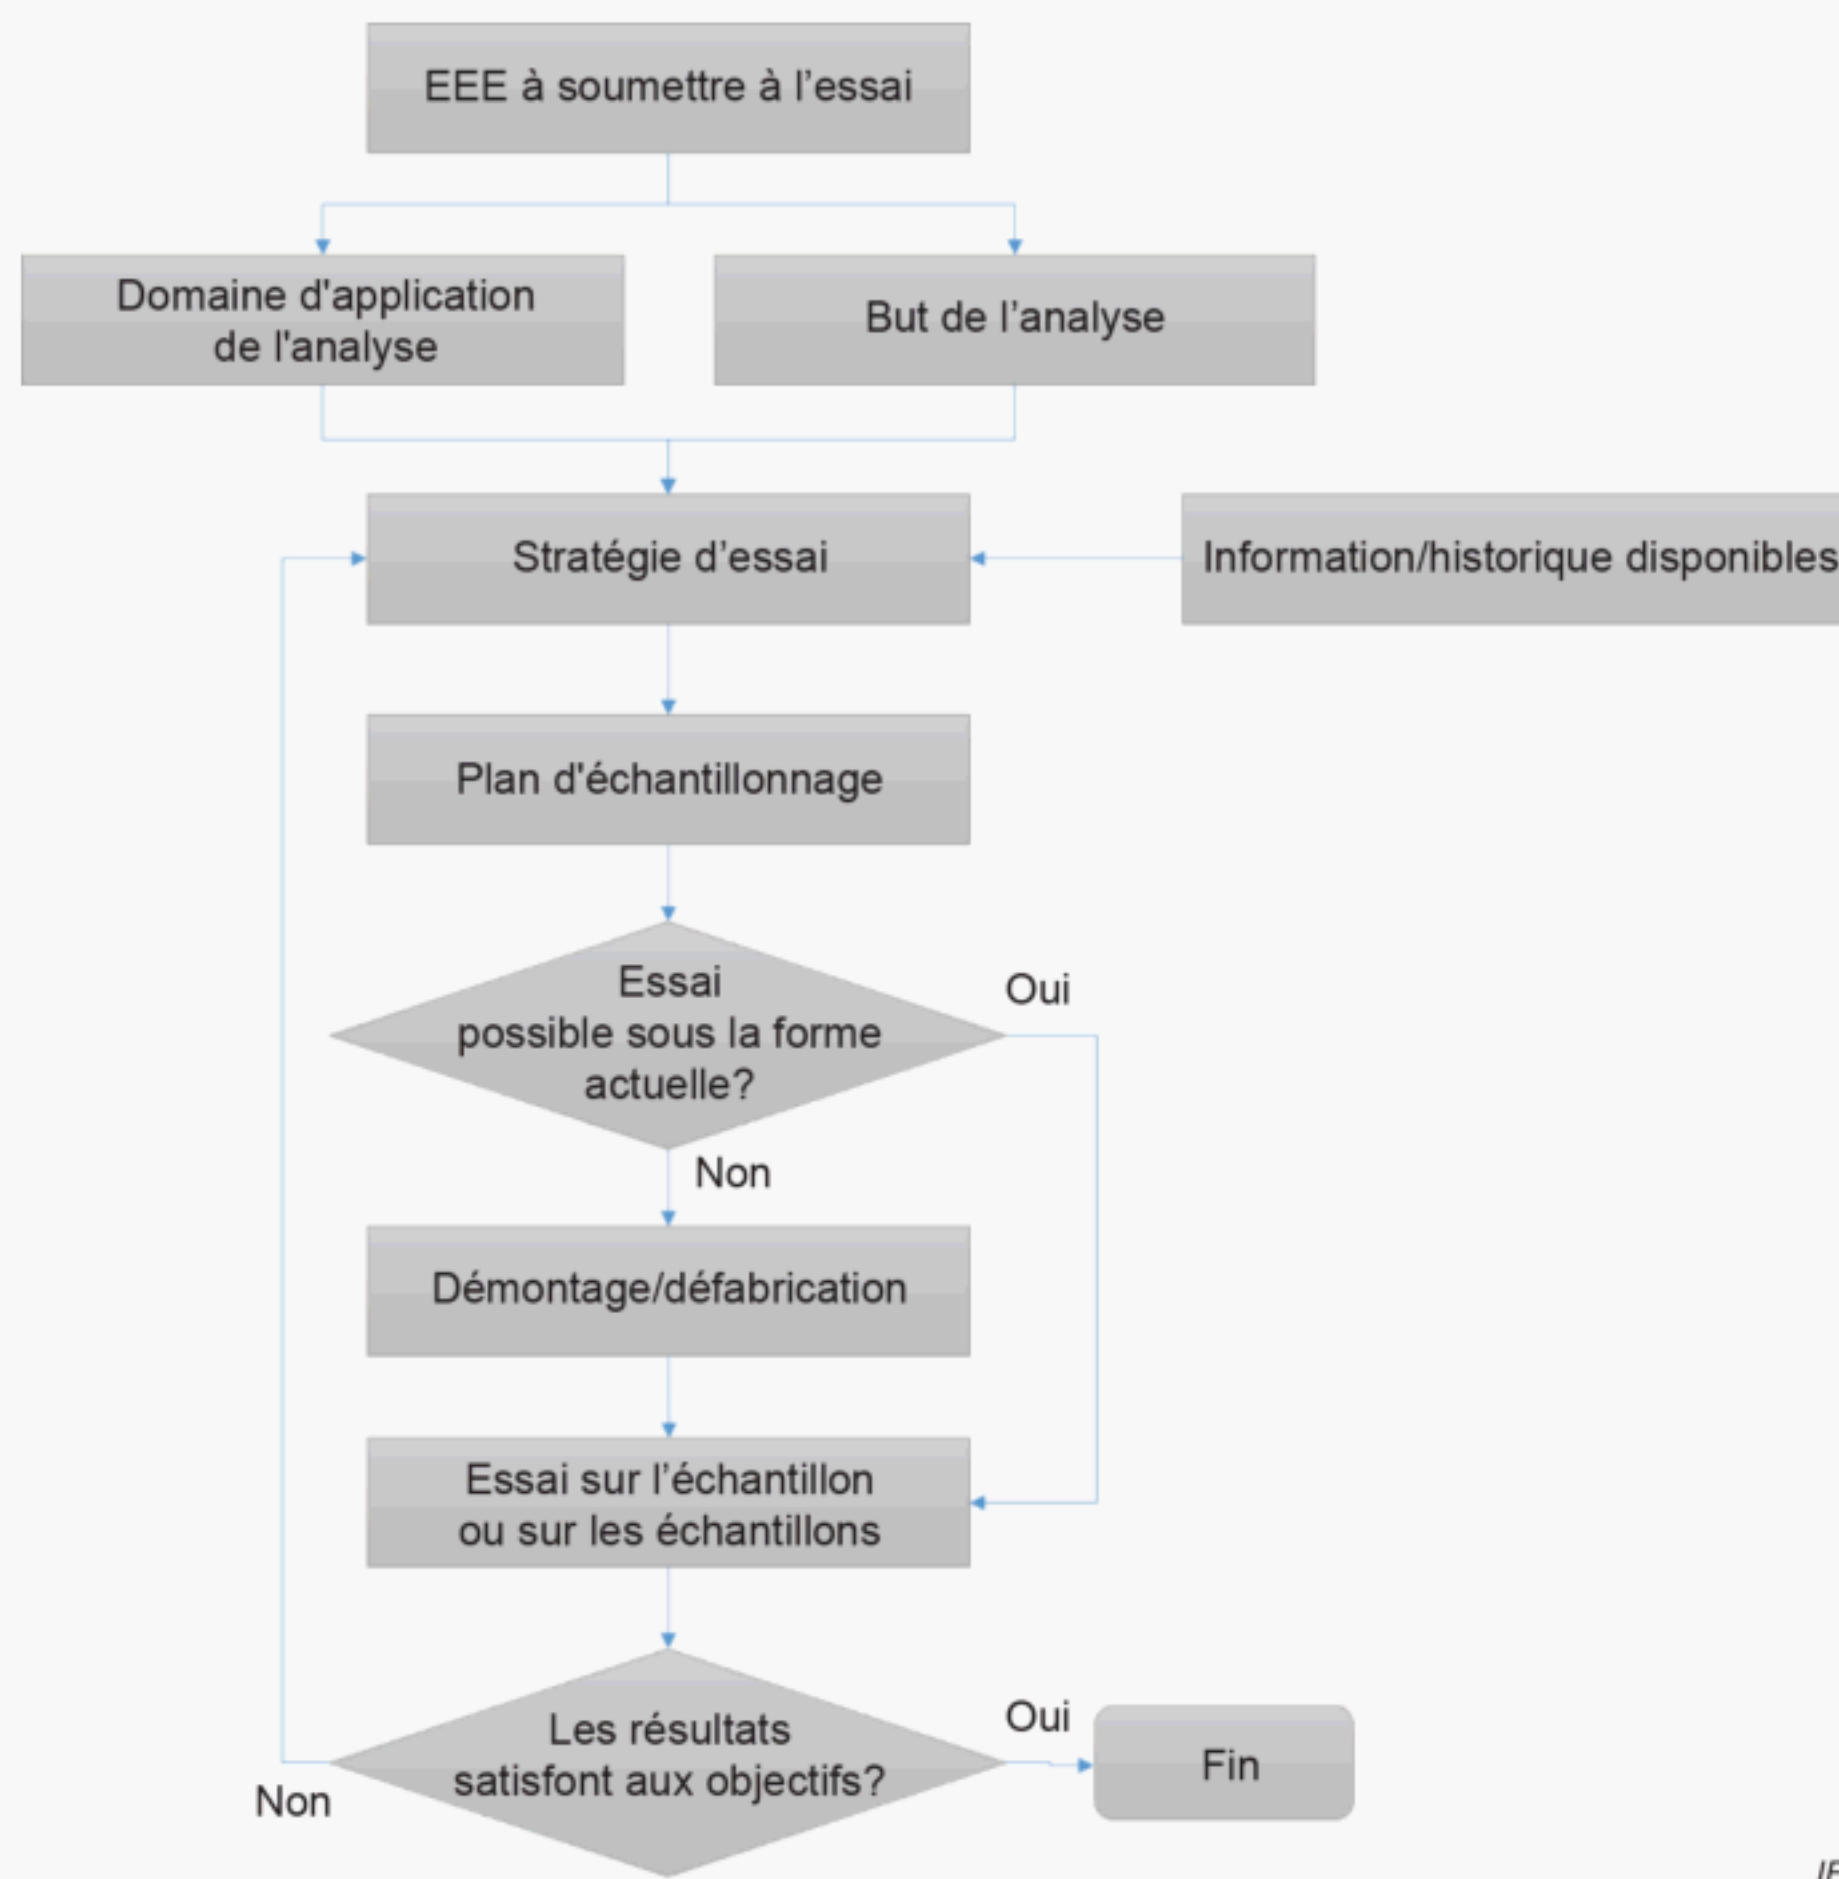 EEE à soumettre à l’essai
Domaine d'application
de l'analyse
But de l’analyse
Stratégie d’essai
Information/historique disponibles
Plan d'échantillonnage
Essai
possible sous la forme
actuelle?
Oui
Non
Démontage/défabrication
Essai sur l’échantillon
ou sur les échantillons
Les résultats
satisfont aux objectifs?
Oui
Fin
Non